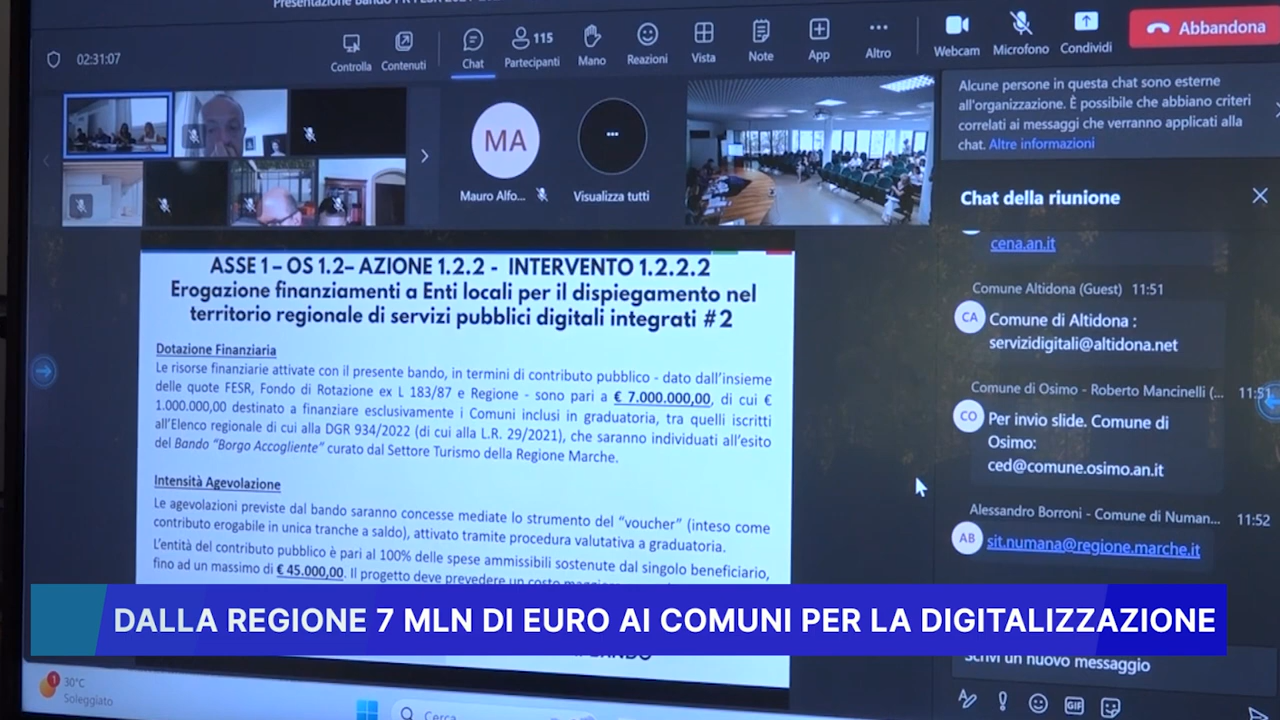 Presentazione Bando PR FESR
02:31:07
Controlla
Contenuti
Chat
115
Partecipanti
Mano
Reazioni
Vista
Note
App
Altro
Webcam
Microfono
Condividi
Abbandona
MA
Mauro Alfo...
Visualizza tutti
Alcune persone in questa chat sono esterne
all'organizzazione. È possibile che abbiano criteri
correlati ai messaggi che verranno applicati alla
chat. Altre informazioni
Chat della riunione
cena.an.it
Comune Altidona (Guest) 11:51
CA
Comune di Altidona :
servizidigitali@altidona.net
Comune di Osimo - Roberto Mancinelli (... 11:51
CO
Per invio slide. Comune di
Osimo:
ced@comune.osimo.an.it
Alessandro Borroni - Comune di Numan... 11:52
AB
sit.numana@regione.marche.it
Scrivi un nuovo messaggio
GIF
ASSE 1 – OS 1.2– AZIONE 1.2.2 - INTERVENTO 1.2.2.2
Erogazione finanziamenti a Enti locali per il dispiegamento nel
territorio regionale di servizi pubblici digitali integrati #2
Dotazione Finanziaria
Le risorse finanziarie attivate con il presente bando, in termini di contributo pubblico - dato dall'insieme
delle quote FESR, Fondo di Rotazione ex L 183/87 e Regione - sono pari a € 7.000.000,00, di cui €
1.000.000,00 destinato a finanziare esclusivamente i Comuni inclusi in graduatoria, tra quelli iscritti
all'Elenco regionale di cui alla DGR 934/2022 (di cui alla L.R. 29/2021), che saranno individuati all'esito
del Bando “Borgo Accogliente” curato dal Settore Turismo della Regione Marche.
Intensità Agevolazione
Le agevolazioni previste dal bando saranno concesse mediate lo strumento del “voucher” (inteso come
contributo erogabile in unica tranche a saldo), attivato tramite procedura valutativa a graduatoria.
L'entità del contributo pubblico è pari al 100% delle spese ammissibili sostenute dal singolo beneficiario,
fino ad un massimo di € 45.000,00. Il progetto deve prevedere un costo
DALLA REGIONE 7 MLN DI EURO AI COMUNI PER LA DIGITALIZZAZIONE
BANDO
1
30°C
Soleggiato
Cerca